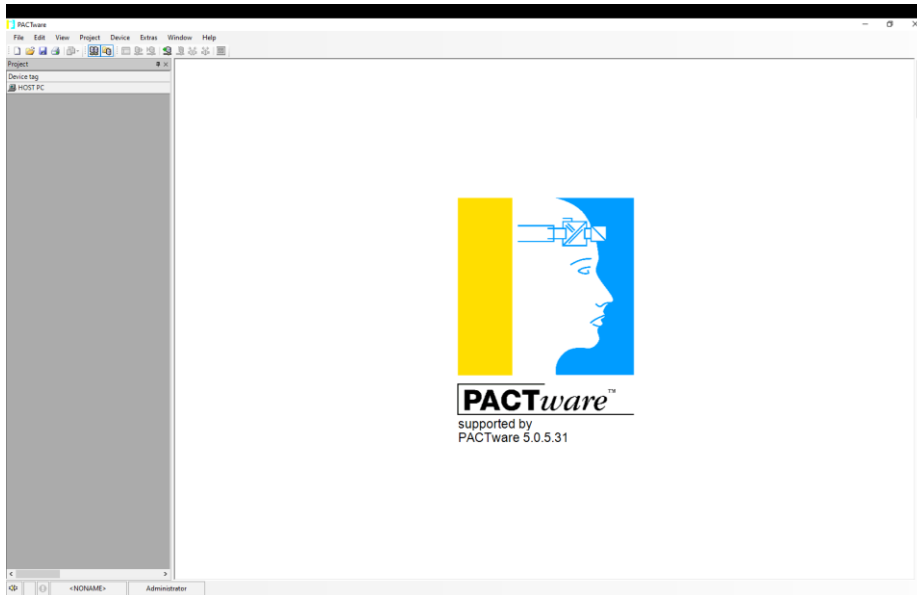 PACTware
File Edit View Project Device Extras Window Help
Project
Device tag
HOST PC
PACTware™
supported by
PACTware 5.0.5.31
<NONAME> Administrator